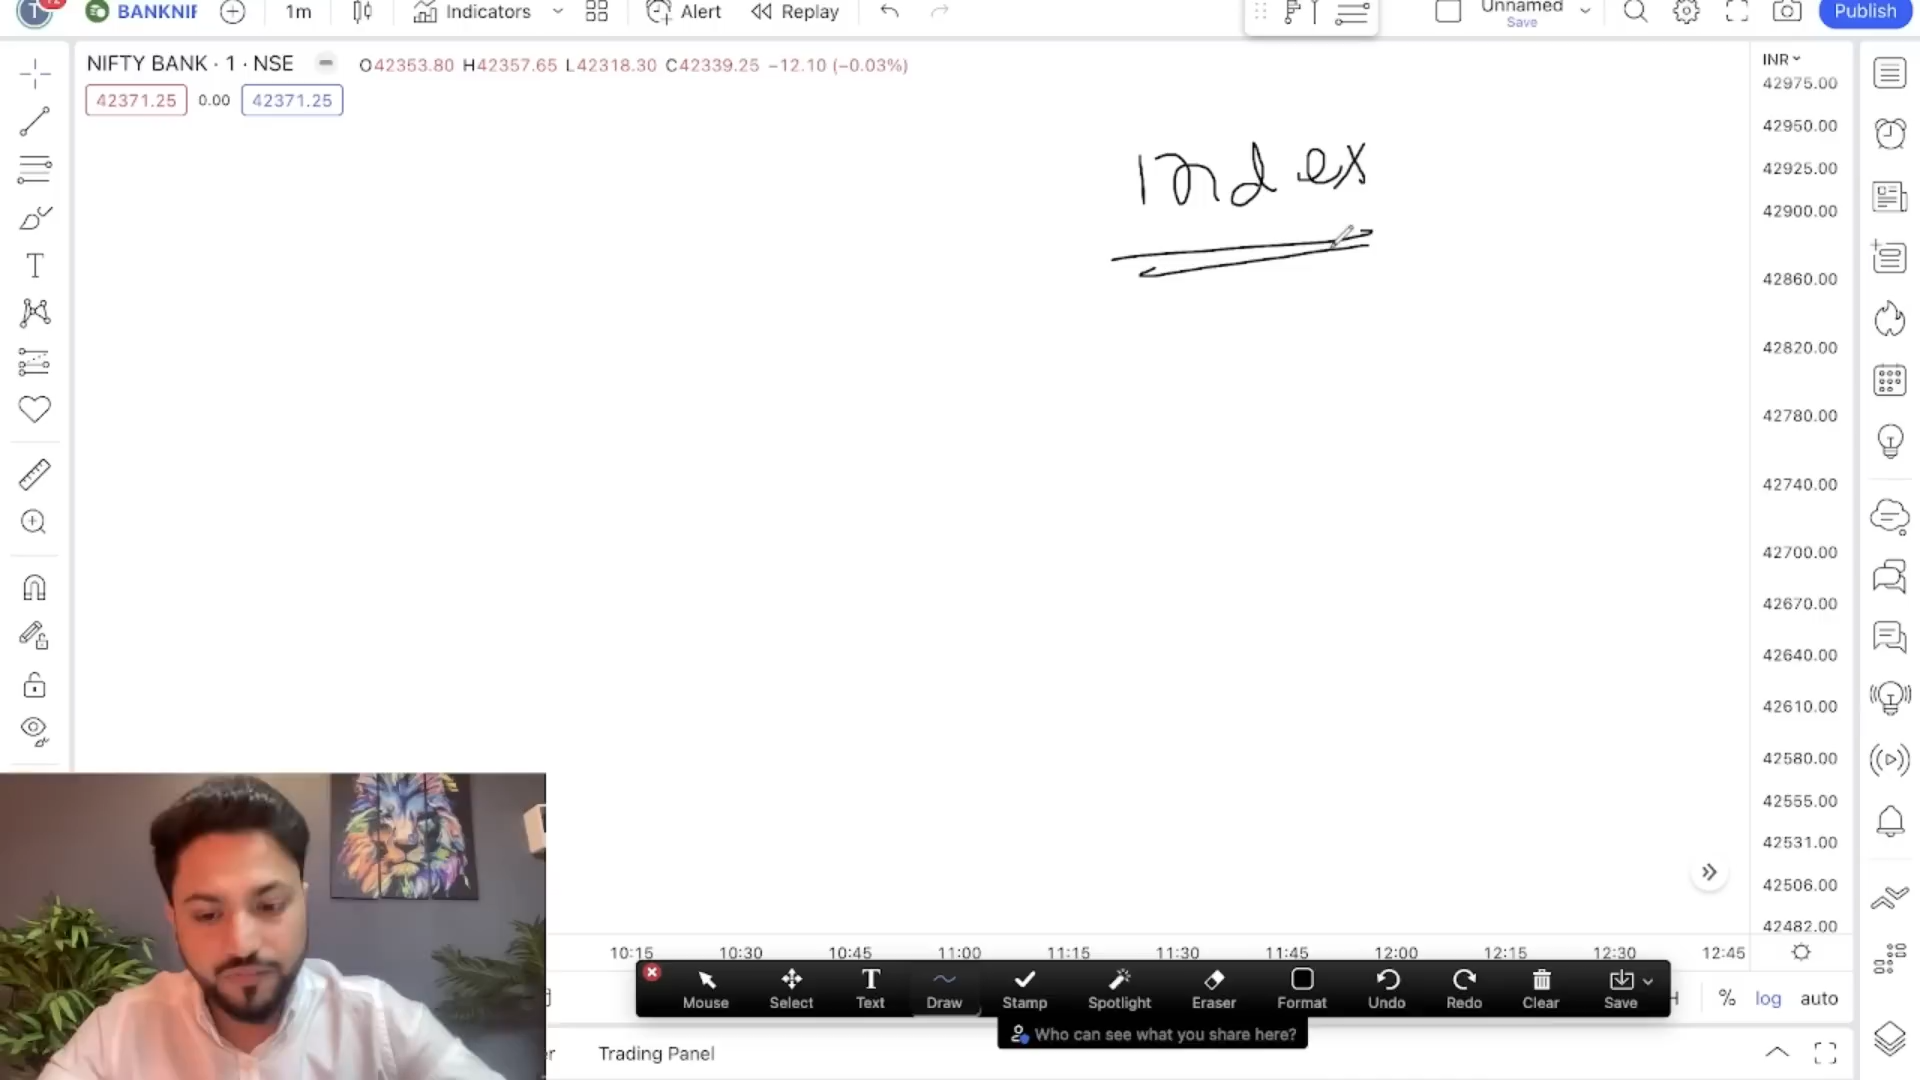 T 12 BANKNIF 1m Indicators Alert Replay Unnamed Save Publish
NIFTY BANK · 1 · NSE O42353.80 H42357.65 L42318.30 C42339.25 −12.10 (−0.03%) INR
42371.25 0.00 42371.25
Index
42975.00
42950.00
42925.00
42900.00
42860.00
42820.00
42780.00
42740.00
42700.00
42670.00
42640.00
42610.00
42580.00
42555.00
42531.00
42506.00
42482.00
10:15 10:30 10:45 11:00 11:15 11:30 11:45 12:00 12:15 12:30 12:45
Mouse Select Text Draw Stamp Spotlight Eraser Format Undo Redo Clear Save
% log auto
Who can see what you share here?
Trading Panel